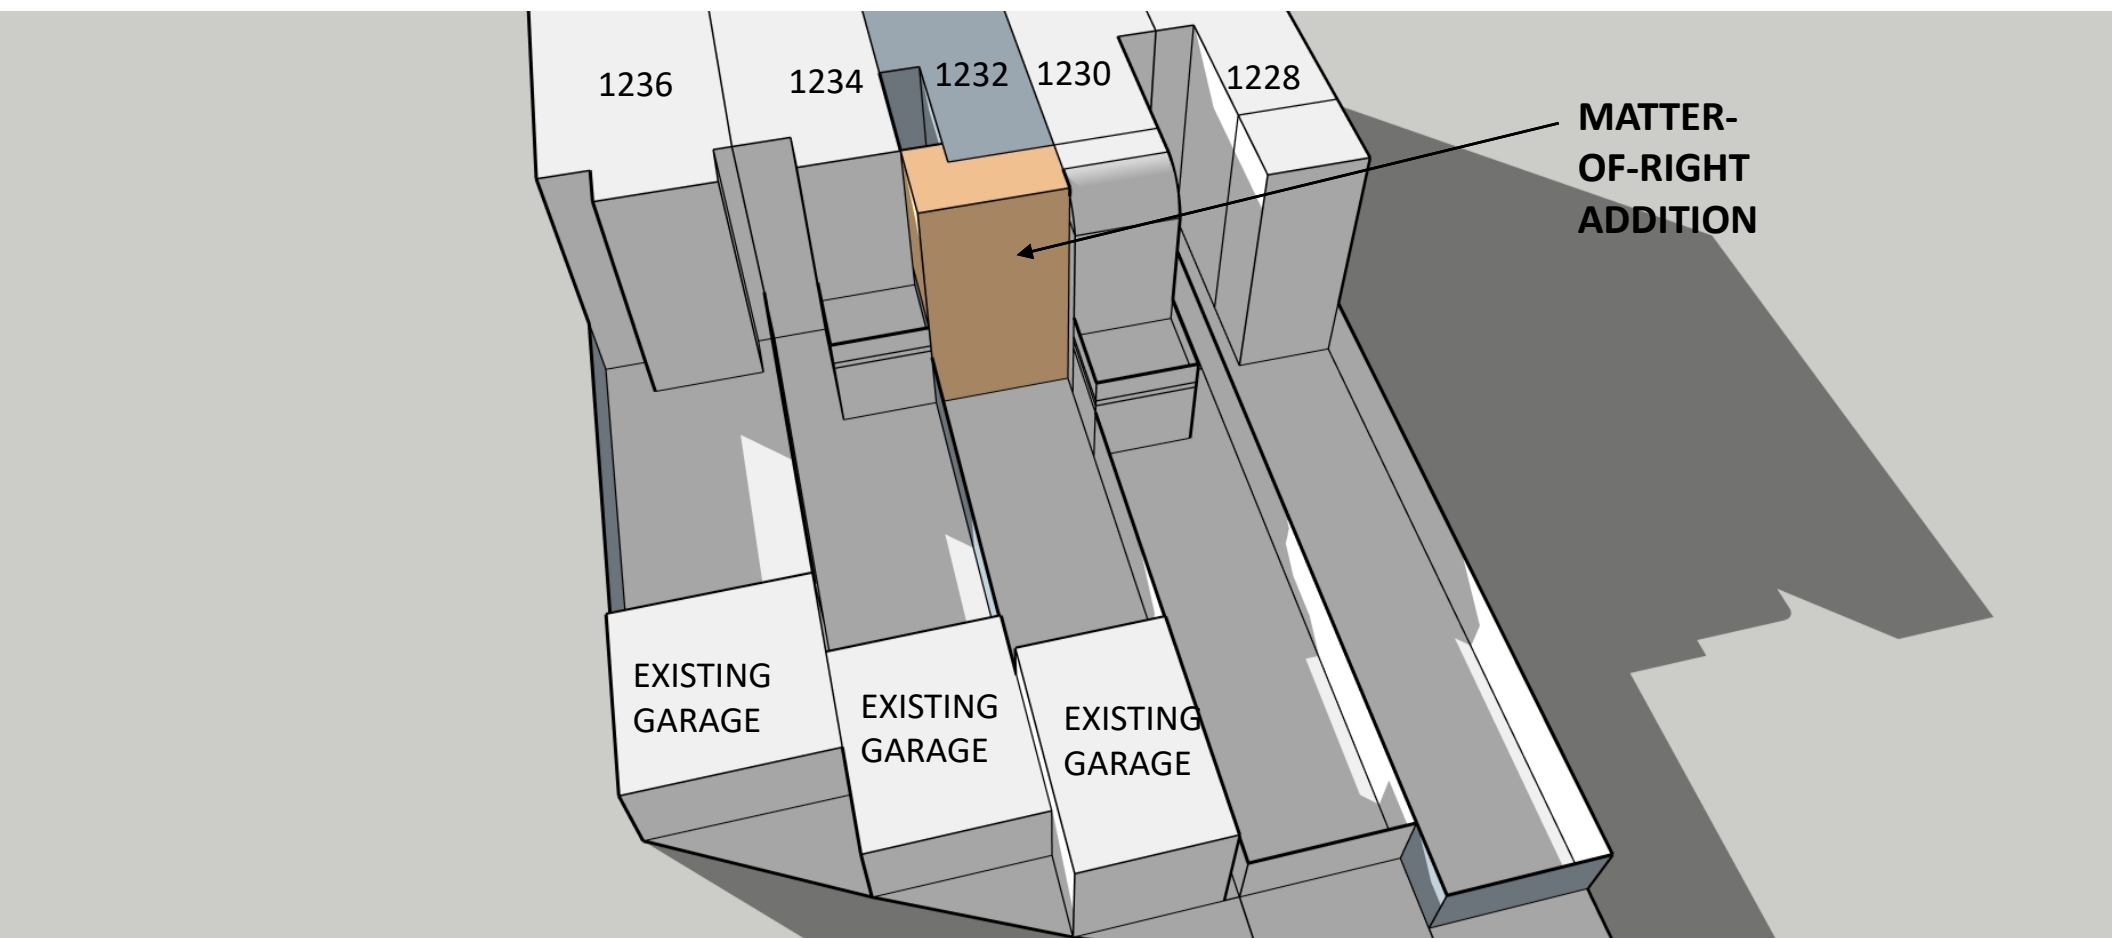 1236
1234
1232
1230
1228
MATTER-
OF-RIGHT
ADDITION
EXISTING
GARAGE
EXISTING
GARAGE
EXISTING
GARAGE